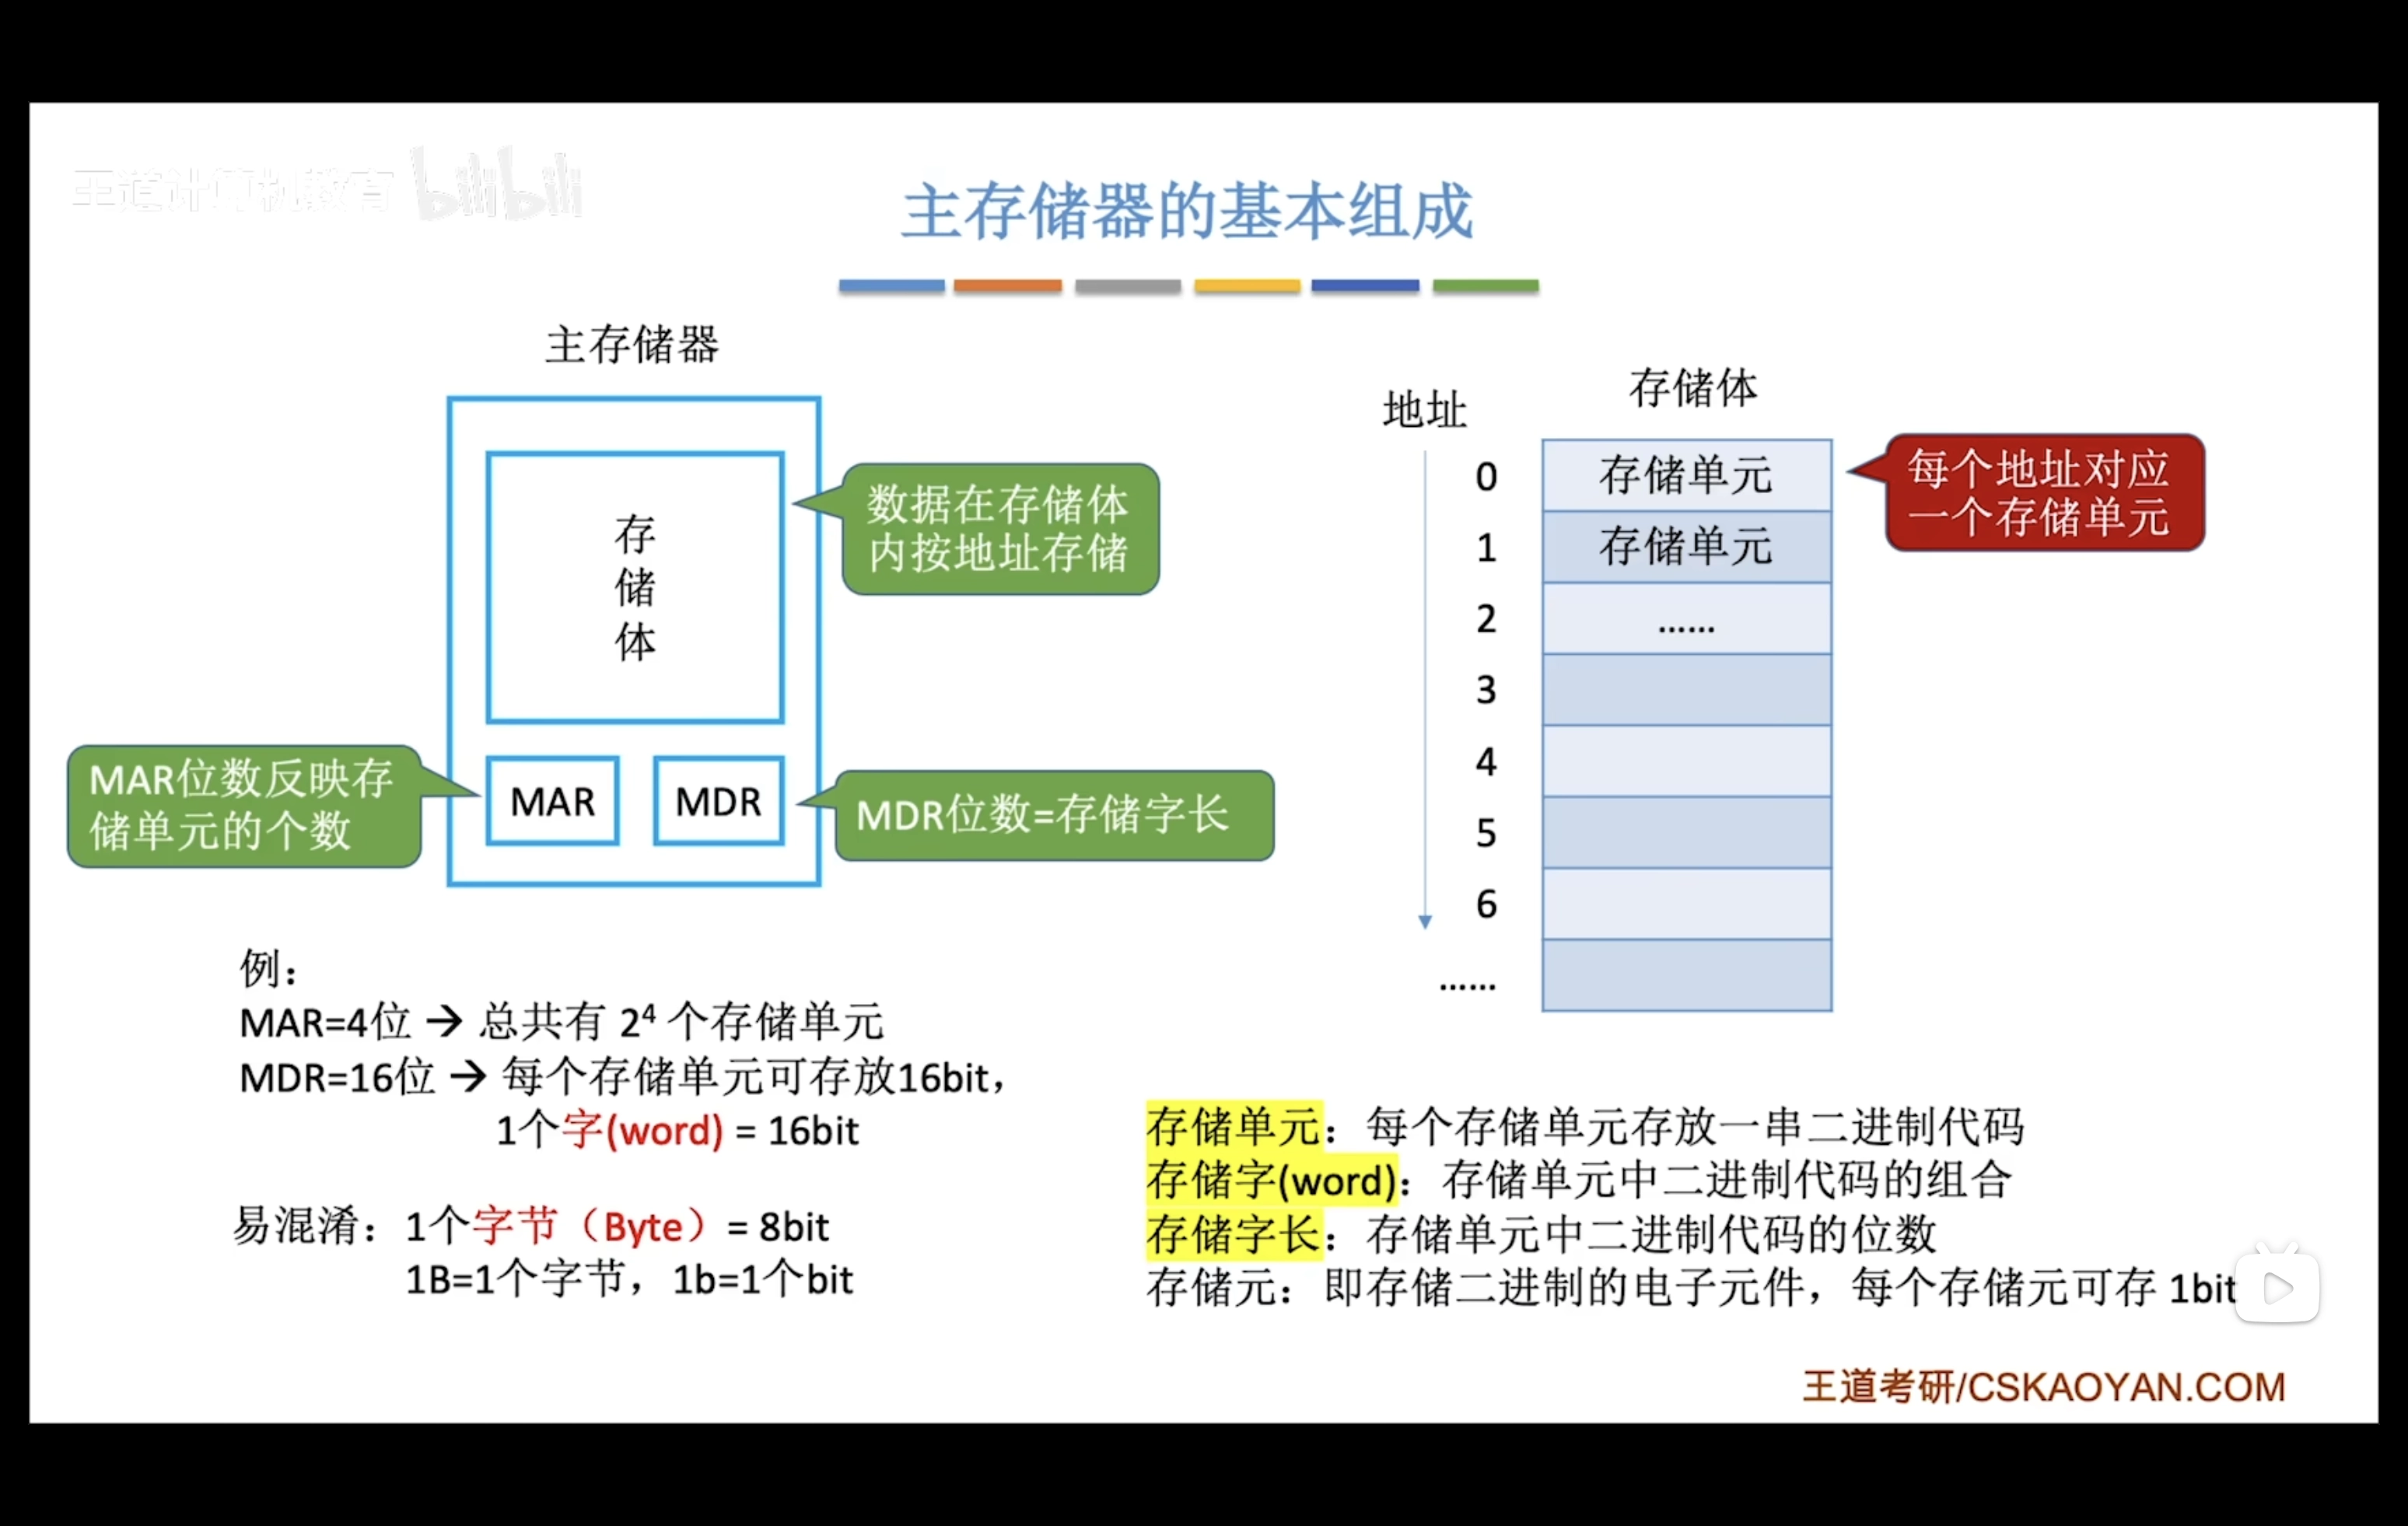 王道计算机教育 bilibili
主存储器的基本组成
主存储器
存
储
体
数据在存储体
内按地址存储
MAR位数反映存
储单元的个数
MAR
MDR
MDR位数=存储字长
例：
MAR=4位 → 总共有 2⁴ 个存储单元
MDR=16位 → 每个存储单元可存放16bit，
1个字(word) = 16bit
易混淆：1个字节（Byte）= 8bit
1B=1个字节，1b=1个bit
地址
存储体
0 存储单元
1 存储单元
2 ……
3
4
5
6
……
每个地址对应
一个存储单元
存储单元：每个存储单元存放一串二进制代码
存储字(word)：存储单元中二进制代码的组合
存储字长：存储单元中二进制代码的位数
存储元：即存储二进制的电子元件，每个存储元可存 1bit
王道考研/CSKAOYAN.COM